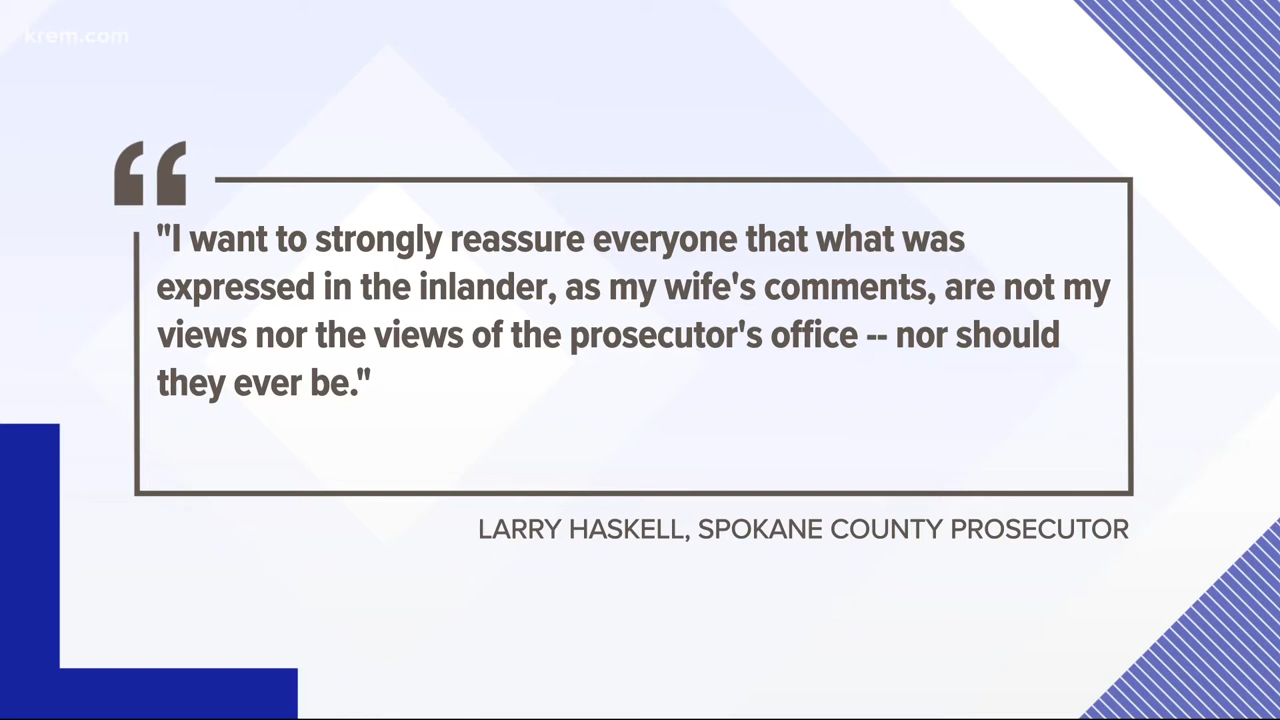 krem.com
"I want to strongly reassure everyone that what was
expressed in the inlander, as my wife's comments, are not my
views nor the views of the prosecutor's office -- nor should
they ever be."
LARRY HASKELL, SPOKANE COUNTY PROSECUTOR